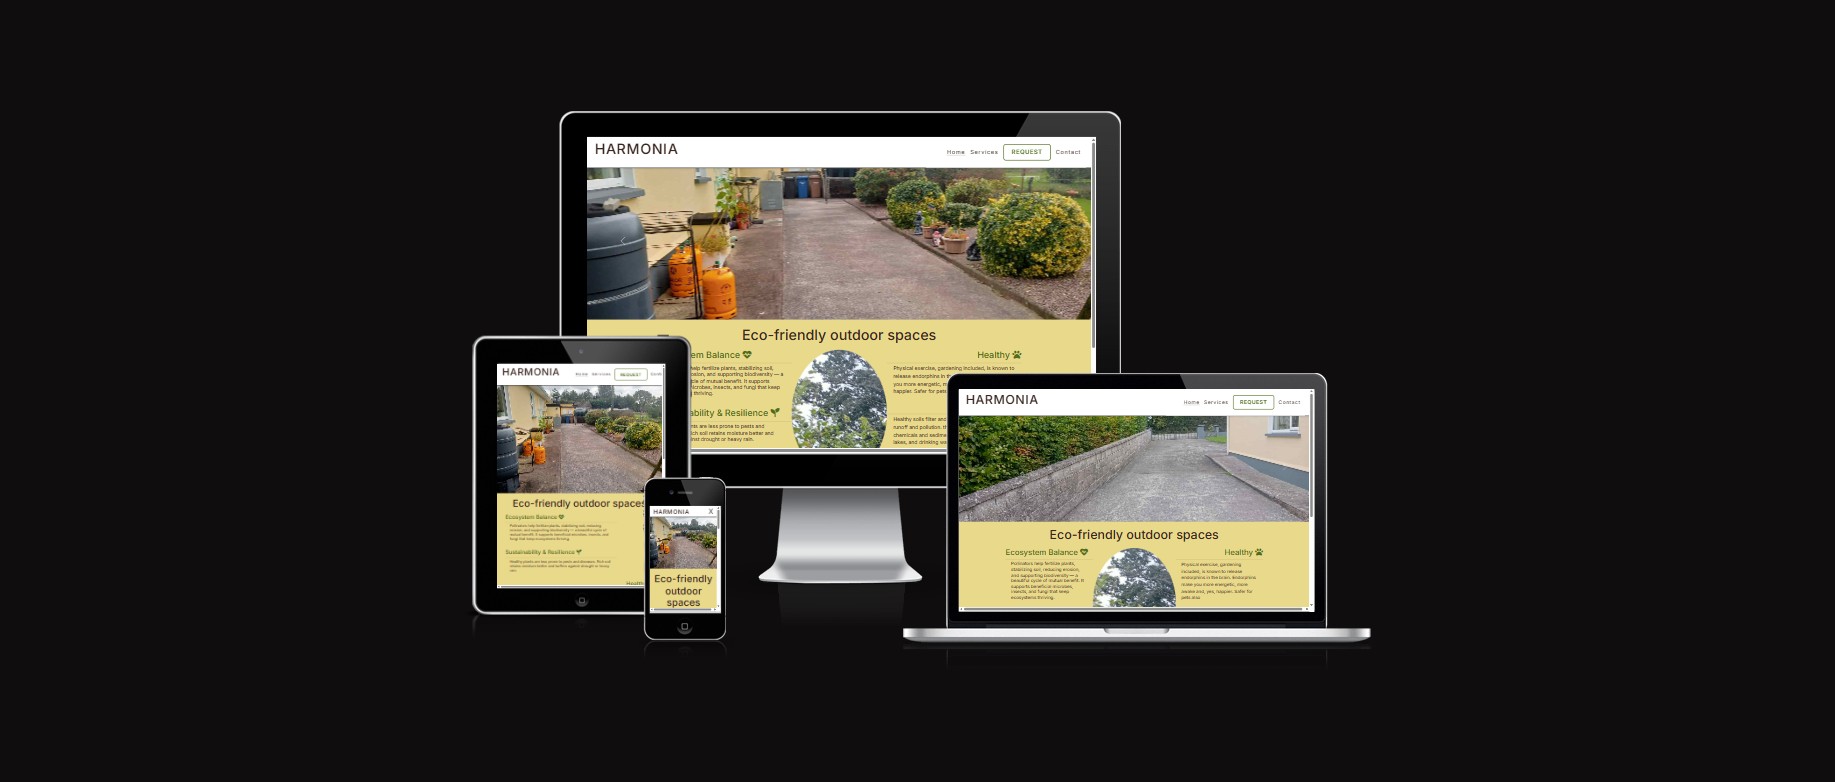 HARMONIA
Home Services REQUEST Contact
Eco-friendly outdoor spaces
em Balance
help fertilize plants, stabilizing soil,
osion, and supporting biodiversity — a
cle of mutual benefit. It supports
microbes, insects, and fungi that keep
thriving.
ability & Resilience
nts are less prone to pests and
ich soil retains moisture better and
inst drought or heavy rain.
Healthy
Physical exercise, gardening included, is known to
release endorphins in th
you more energetic, m
happier. Safer for pets
Healthy soils filter and
runoff and pollution. th
chemicals and sedime
lakes, and drinking wa
HARMONIA
Home Services REQUEST
Eco-friendly outdoor spaces
Ecosystem Balance
Pollinators help fertilize plants, stabilizing soil, reducing
erosion, and supporting biodiversity — a beautiful cycle of
mutual benefit. It supports beneficial microbes, insects, and
fungi that keep ecosystems thriving.
Sustainability & Resilience
Healthy plants are less prone to pests and diseases. Rich soil
retains moisture better and buffers against drought or heavy
rain.
Health
HARMONIA X
Eco-friendly
outdoor
spaces
HARMONIA
Home Services REQUEST Contact
Eco-friendly outdoor spaces
Ecosystem Balance
Pollinators help fertilize plants,
stabilizing soil, reducing erosion,
and supporting biodiversity — a
beautiful cycle of mutual benefit. It
supports beneficial microbes,
insects, and fungi that keep
ecosystems thriving.
Healthy
Physical exercise, gardening
included, is known to release
endorphins in the brain. Endorphins
make you more energetic, more
aware and, yes, happier. Safer for
pets also.